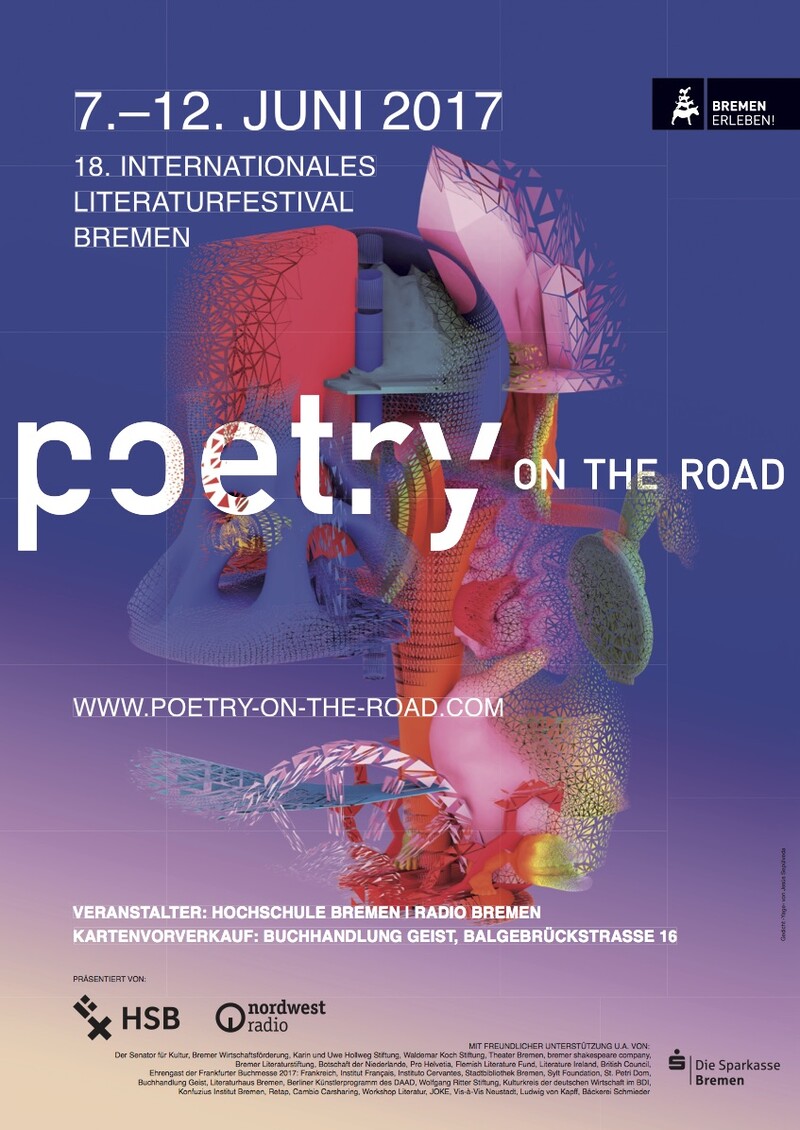 7.–12. JUNI 2017
18. INTERNATIONALES
LITERATURFESTIVAL
BREMEN
BREMEN
ERLEBEN!
poetry ON THE ROAD
WWW.POETRY-ON-THE-ROAD.COM
VERANSTALTER: HOCHSCHULE BREMEN | RADIO BREMEN
KARTENVORVERKAUF: BUCHHANDLUNG GEIST, BALGEBRÜCKSTRASSE 16
PRÄSENTIERT VON:
HSB
nordwest
radio
MIT FREUNDLICHER UNTERSTÜTZUNG U.A. VON:
Der Senator für Kultur, Bremer Wirtschaftsförderung, Karin und Uwe Hollweg Stiftung, Waldemar Koch Stiftung, Theater Bremen, bremer shakespeare company,
Bremer Literaturstiftung, Botschaft der Niederlande, Pro Helvetia, Flemish Literature Fund, Literature Ireland, British Council,
Ehrengast der Frankfurter Buchmesse 2017: Frankreich, Institut Français, Instituto Cervantes, Stadtbibliothek Bremen, Sylt Foundation, St. Petri Dom,
Buchhandlung Geist, Literaturhaus Bremen, Berliner Künstlerprogramm des DAAD, Wolfgang Ritter Stiftung, Kulturkreis der deutschen Wirtschaft im BDI,
Konfuzius Institut Bremen, Retap, Cambio Carsharing, Workshop Literatur, JOKE, Vis-à-Vis Neustadt, Ludwig von Kapff, Bäckerei Schmieder
Die Sparkasse
Bremen